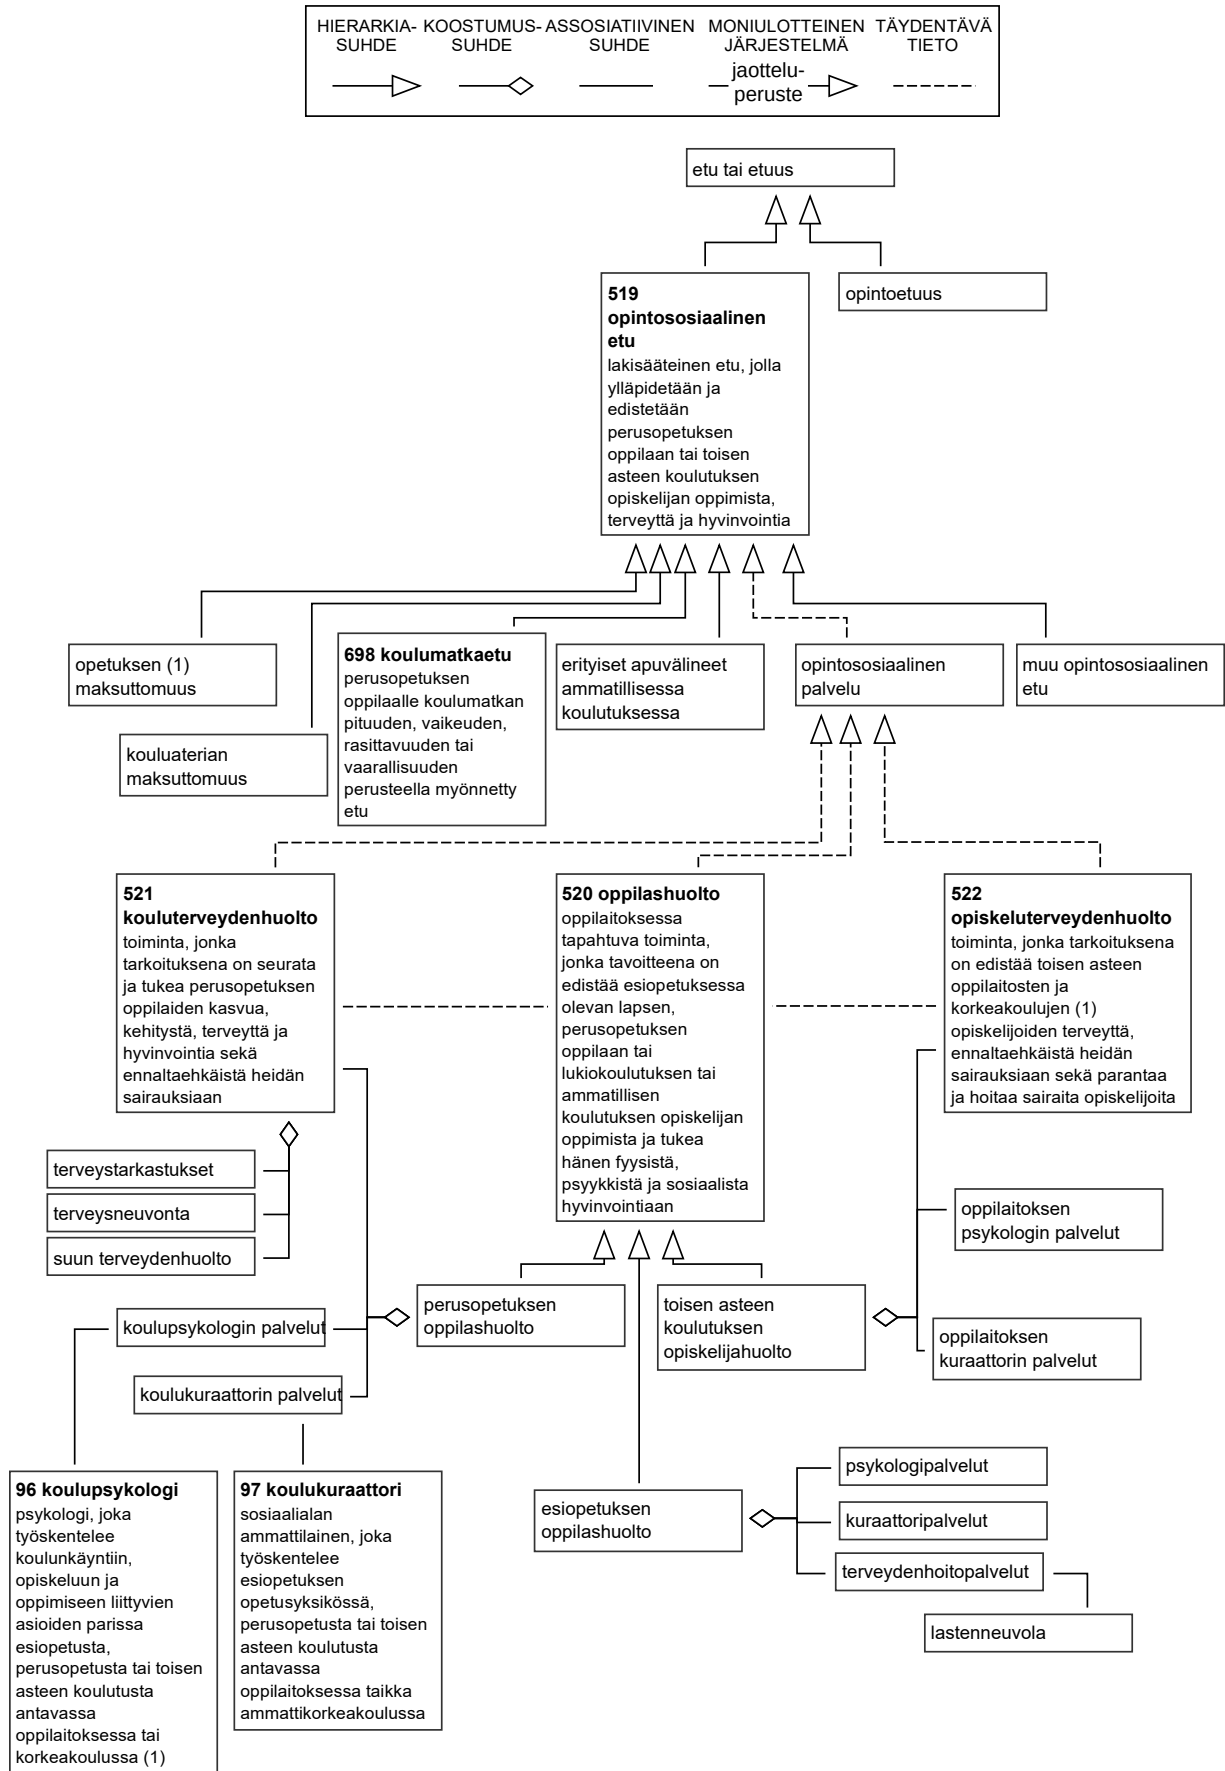 HIERARKIA-
SUHDE
KOOSTUMUS-
SUHDE
ASSOSIATIIVINEN
SUHDE
MONIULOTTEINEN
JÄRJESTELMÄ
TÄYDENTÄVÄ
TIETO
jaottelu-
peruste
etu tai etuus
519
opintososiaalinen
etu
lakisääteinen etu, jolla
ylläpidetään ja
edistetään
perusopetuksen
oppilaan tai toisen
asteen koulutuksen
opiskelijan oppimista,
terveyttä ja hyvinvointia
opintoetuus
opetuksen (1)
maksuttomuus
kouluaterian
maksuttomuus
698 koulumatkaetu
perusopetuksen
oppilaalle koulumatkan
pituuden, vaikeuden,
rasittavuuden tai
vaarallisuuden
perusteella myönnetty
etu
erityiset apuvälineet
ammatillisessa
koulutuksessa
opintososiaalinen
palvelu
muu opintososiaalinen
etu
521
kouluterveydenhuolto
toiminta, jonka
tarkoituksena on seurata
ja tukea perusopetuksen
oppilaiden kasvua,
kehitystä, terveyttä ja
hyvinvointia sekä
ennaltaehkäistä heidän
sairauksiaan
520 oppilashuolto
oppilaitoksessa
tapahtuva toiminta,
jonka tavoitteena on
edistää esiopetuksessa
olevan lapsen,
perusopetuksen
oppilaan tai
lukiokoulutuksen tai
ammatillisen
koulutuksen opiskelijan
oppimista ja tukea
hänen fyysistä,
psyykkistä ja sosiaalista
hyvinvointiaan
522
opiskeluterveydenhuolto
toiminta, jonka tarkoituksena
on edistää toisen asteen
oppilaitosten ja
korkeakoulujen (1)
opiskelijoiden terveyttä,
ennaltaehkäistä heidän
sairauksiaan sekä parantaa
ja hoitaa sairaita opiskelijoita
terveystarkastukset
terveysneuvonta
suun terveydenhuolto
koulupsykologin palvelut
koulukuraattorin palvelut
perusopetuksen
oppilashuolto
toisen asteen
koulutuksen
opiskelijahuolto
oppilaitoksen
psykologin palvelut
oppilaitoksen
kuraattorin palvelut
96 koulupsykologi
psykologi, joka
työskentelee
koulunkäyntiin,
opiskeluun ja
oppimiseen liittyvien
asioiden parissa
esiopetusta,
perusopetusta tai toisen
asteen koulutusta
antavassa
oppilaitoksessa tai
korkeakoulussa (1)
97 koulukuraattori
sosiaalialan
ammattilainen, joka
työskentelee
esiopetuksen
opetusyksikössä,
perusopetusta tai toisen
asteen koulutusta
antavassa
oppilaitoksessa taikka
ammattikorkeakoulussa
esiopetuksen
oppilashuolto
psykologipalvelut
kuraattoripalvelut
terveydenhoitopalvelut
lastenneuvola